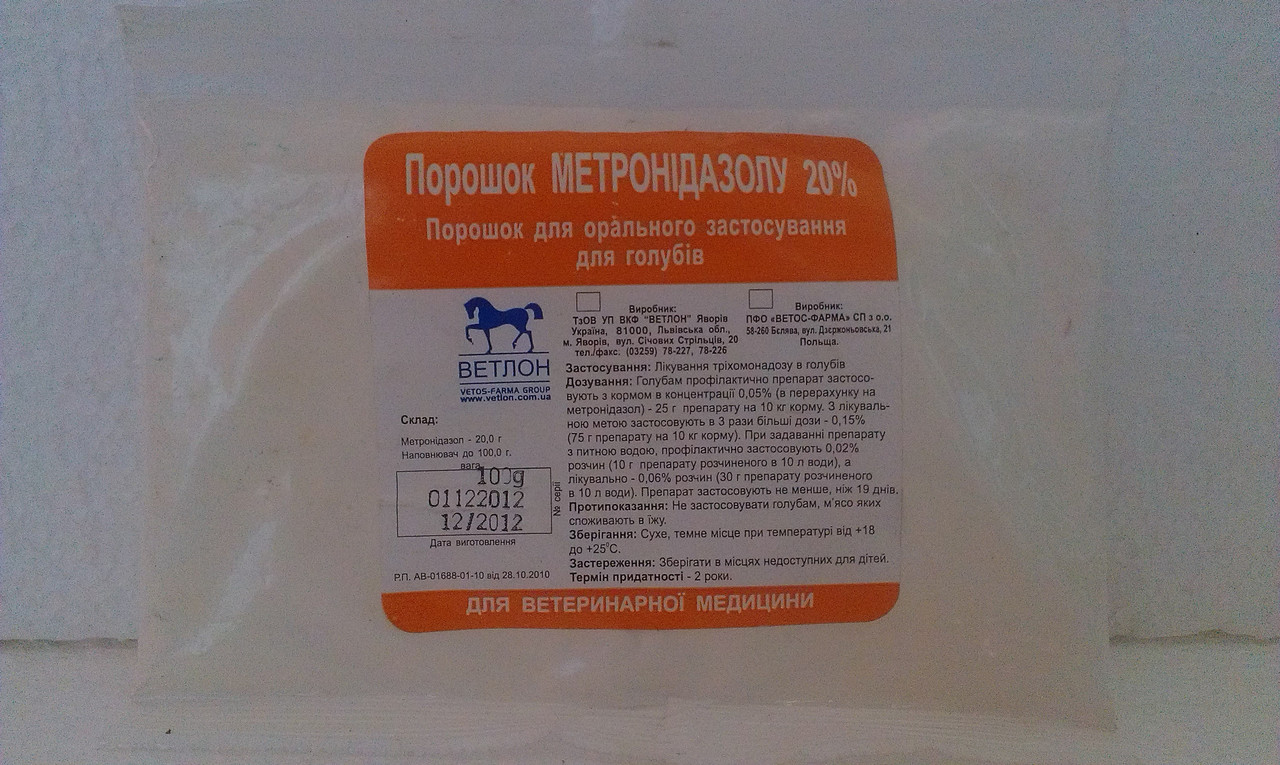 Порошок МЕТРОНІДАЗОЛУ 20%
Порошок для орального застосування
для голубів
ВЕТЛОН
VETOS-FARMA GROUP
www.vetlon.com.ua
Склад:
Метронідазол - 20,0 г
Наповнювач до 100,0 г.
вага
100g
01122012
12/2012
№ серії
Дата виготовлення
Р.П. АВ-01688-01-10 від 28.10.2010
Виробник:
ТзОВ УП ВКФ "ВЕТЛОН" Яворів
Україна, 81000, Львівська обл.,
м. Яворів, вул. Січових Стрільців, 20
тел./факс. (03259) 78-227, 78-226
Виробник:
ПФО «ВЕТОС-ФАРМА» СП з о.о.
58-260 Бєлява, вул. Дзєржоньовська, 21
Польща.
Застосування: Лікування тріхомонадозу в голубів
Дозування: Голубам профілактично препарат застосо-
вують з кормом в концентрації 0,05% (в перерахунку на
метронідазол) - 25 г препарату на 10 кг корму. З лікуваль-
ною метою застосовують в 3 рази більші дози - 0,15%
(75 г препарату на 10 кг корму). При задаванні препарату
з питною водою, профілактично застосовують 0,02%
розчин (10 г препарату розчиненого в 10 л води), а
лікувально - 0,06% розчин (30 г препарату розчиненого
в 10 л води). Препарат застосовують не менше, ніж 19 днів.
Протипоказання: Не застосовувати голубам, м'ясо яких
споживають в їжу.
Зберігання: Сухе, темне місце при температурі від +18
до +25°С.
Застереження: Зберігати в місцях недоступних для дітей.
Термін придатності - 2 роки.
ДЛЯ ВЕТЕРИНАРНОЇ МЕДИЦИНИ